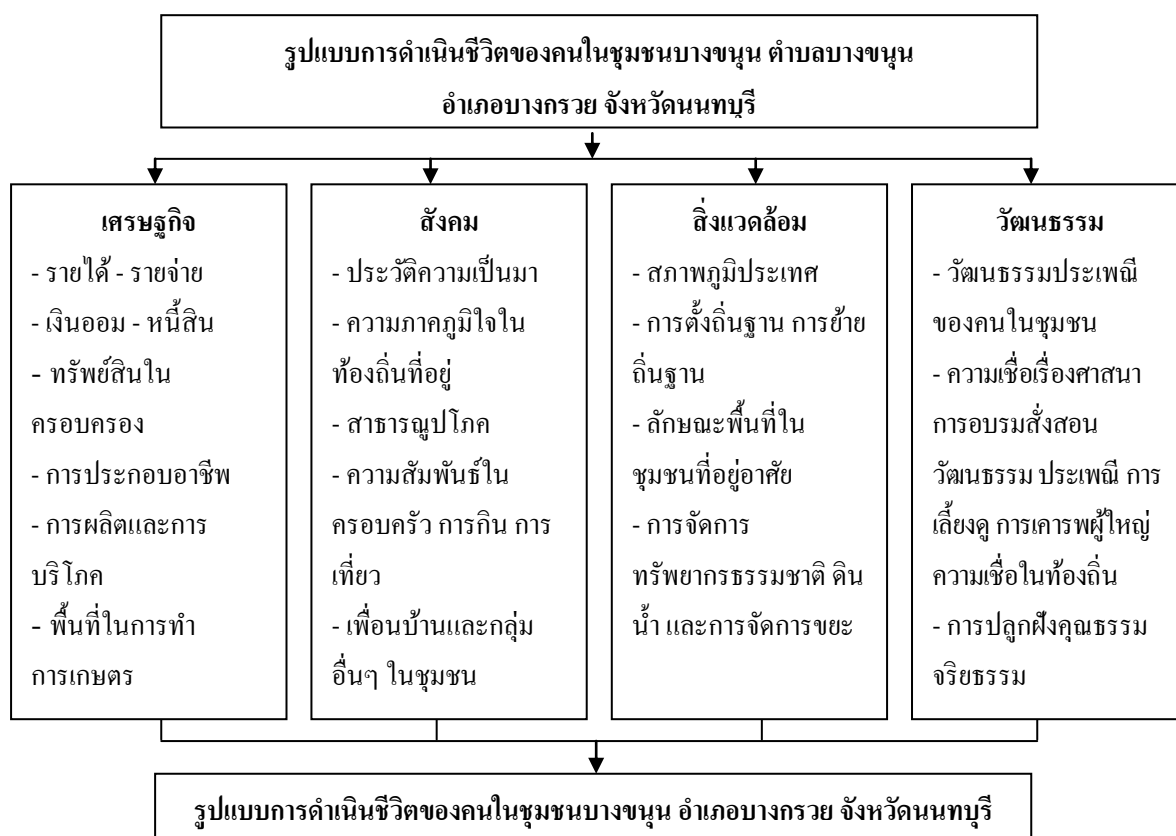 รูปแบบการดำเนินชีวิตของคนในชุมชนบางขนุน ตำบลบางขนุน
อำเภอบางกรวย จังหวัดนนทบุรี
เศรษฐกิจ
- รายได้ - รายจ่าย
- เงินออม - หนี้สิน
- ทรัพย์สินใน
ครอบครอง
- การประกอบอาชีพ
- การผลิตและการ
บริโภค
- พื้นที่ในการทำ
การเกษตร
สังคม
- ประวัติความเป็นมา
- ความภาคภูมิใจใน
ท้องถิ่นที่อยู่
- สาธารณูปโภค
- ความสัมพันธ์ใน
ครอบครัว การกิน การ
เที่ยว
- เพื่อนบ้านและกลุ่ม
อื่นๆ ในชุมชน
สิ่งแวดล้อม
- สภาพภูมิประเทศ
- การตั้งถิ่นฐาน การย้าย
ถิ่นฐาน
- ลักษณะพื้นที่ใน
ชุมชนที่อยู่อาศัย
- การจัดการ
ทรัพยากรธรรมชาติ ดิน
น้ำ และการจัดการขยะ
วัฒนธรรม
- วัฒนธรรมประเพณี
ของคนในชุมชน
- ความเชื่อเรื่องศาสนา
การอบรมสั่งสอน
วัฒนธรรม ประเพณี การ
เลี้ยงดู การเคารพผู้ใหญ่
ความเชื่อในท้องถิ่น
- การปลูกฝังคุณธรรม
จริยธรรม
รูปแบบการดำเนินชีวิตของคนในชุมชนบางขนุน อำเภอบางกรวย จังหวัดนนทบุรี